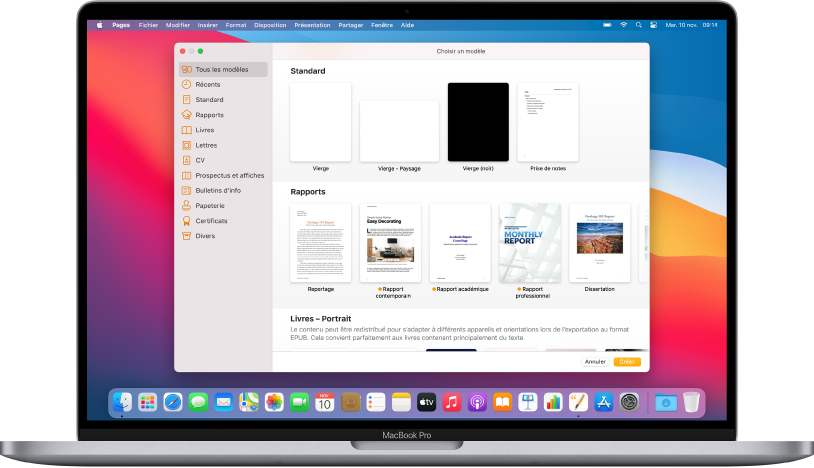 Pages Fichier Modifier Insérer Format Disposition Présentation Partager Fenêtre Aide Mar. 10 nov. 09:14
Choisir un modèle
Tous les modèles
Récents
Standard
Rapports
Livres
Lettres
CV
Prospectus et affiches
Bulletins d'info
Papeterie
Certificats
Divers
Standard
Vierge
Vierge – Paysage
Vierge (noir)
Prise de notes
Rapports
Geology 101 Report
Easy Decorating
Academic Report
MONTHLY
REPORT
Geology 101 Report
Reportage
Rapport
contemporain
Rapport académique
Rapport
professionnel
Dissertation
Livres – Portrait
Le contenu peut être redistribué pour s'adapter à différents appareils et orientations lors de l'exportation au format
EPUB. Cela convient parfaitement aux livres contenant principalement du texte.
Annuler
Créer
NOV
10
tv
MacBook Pro